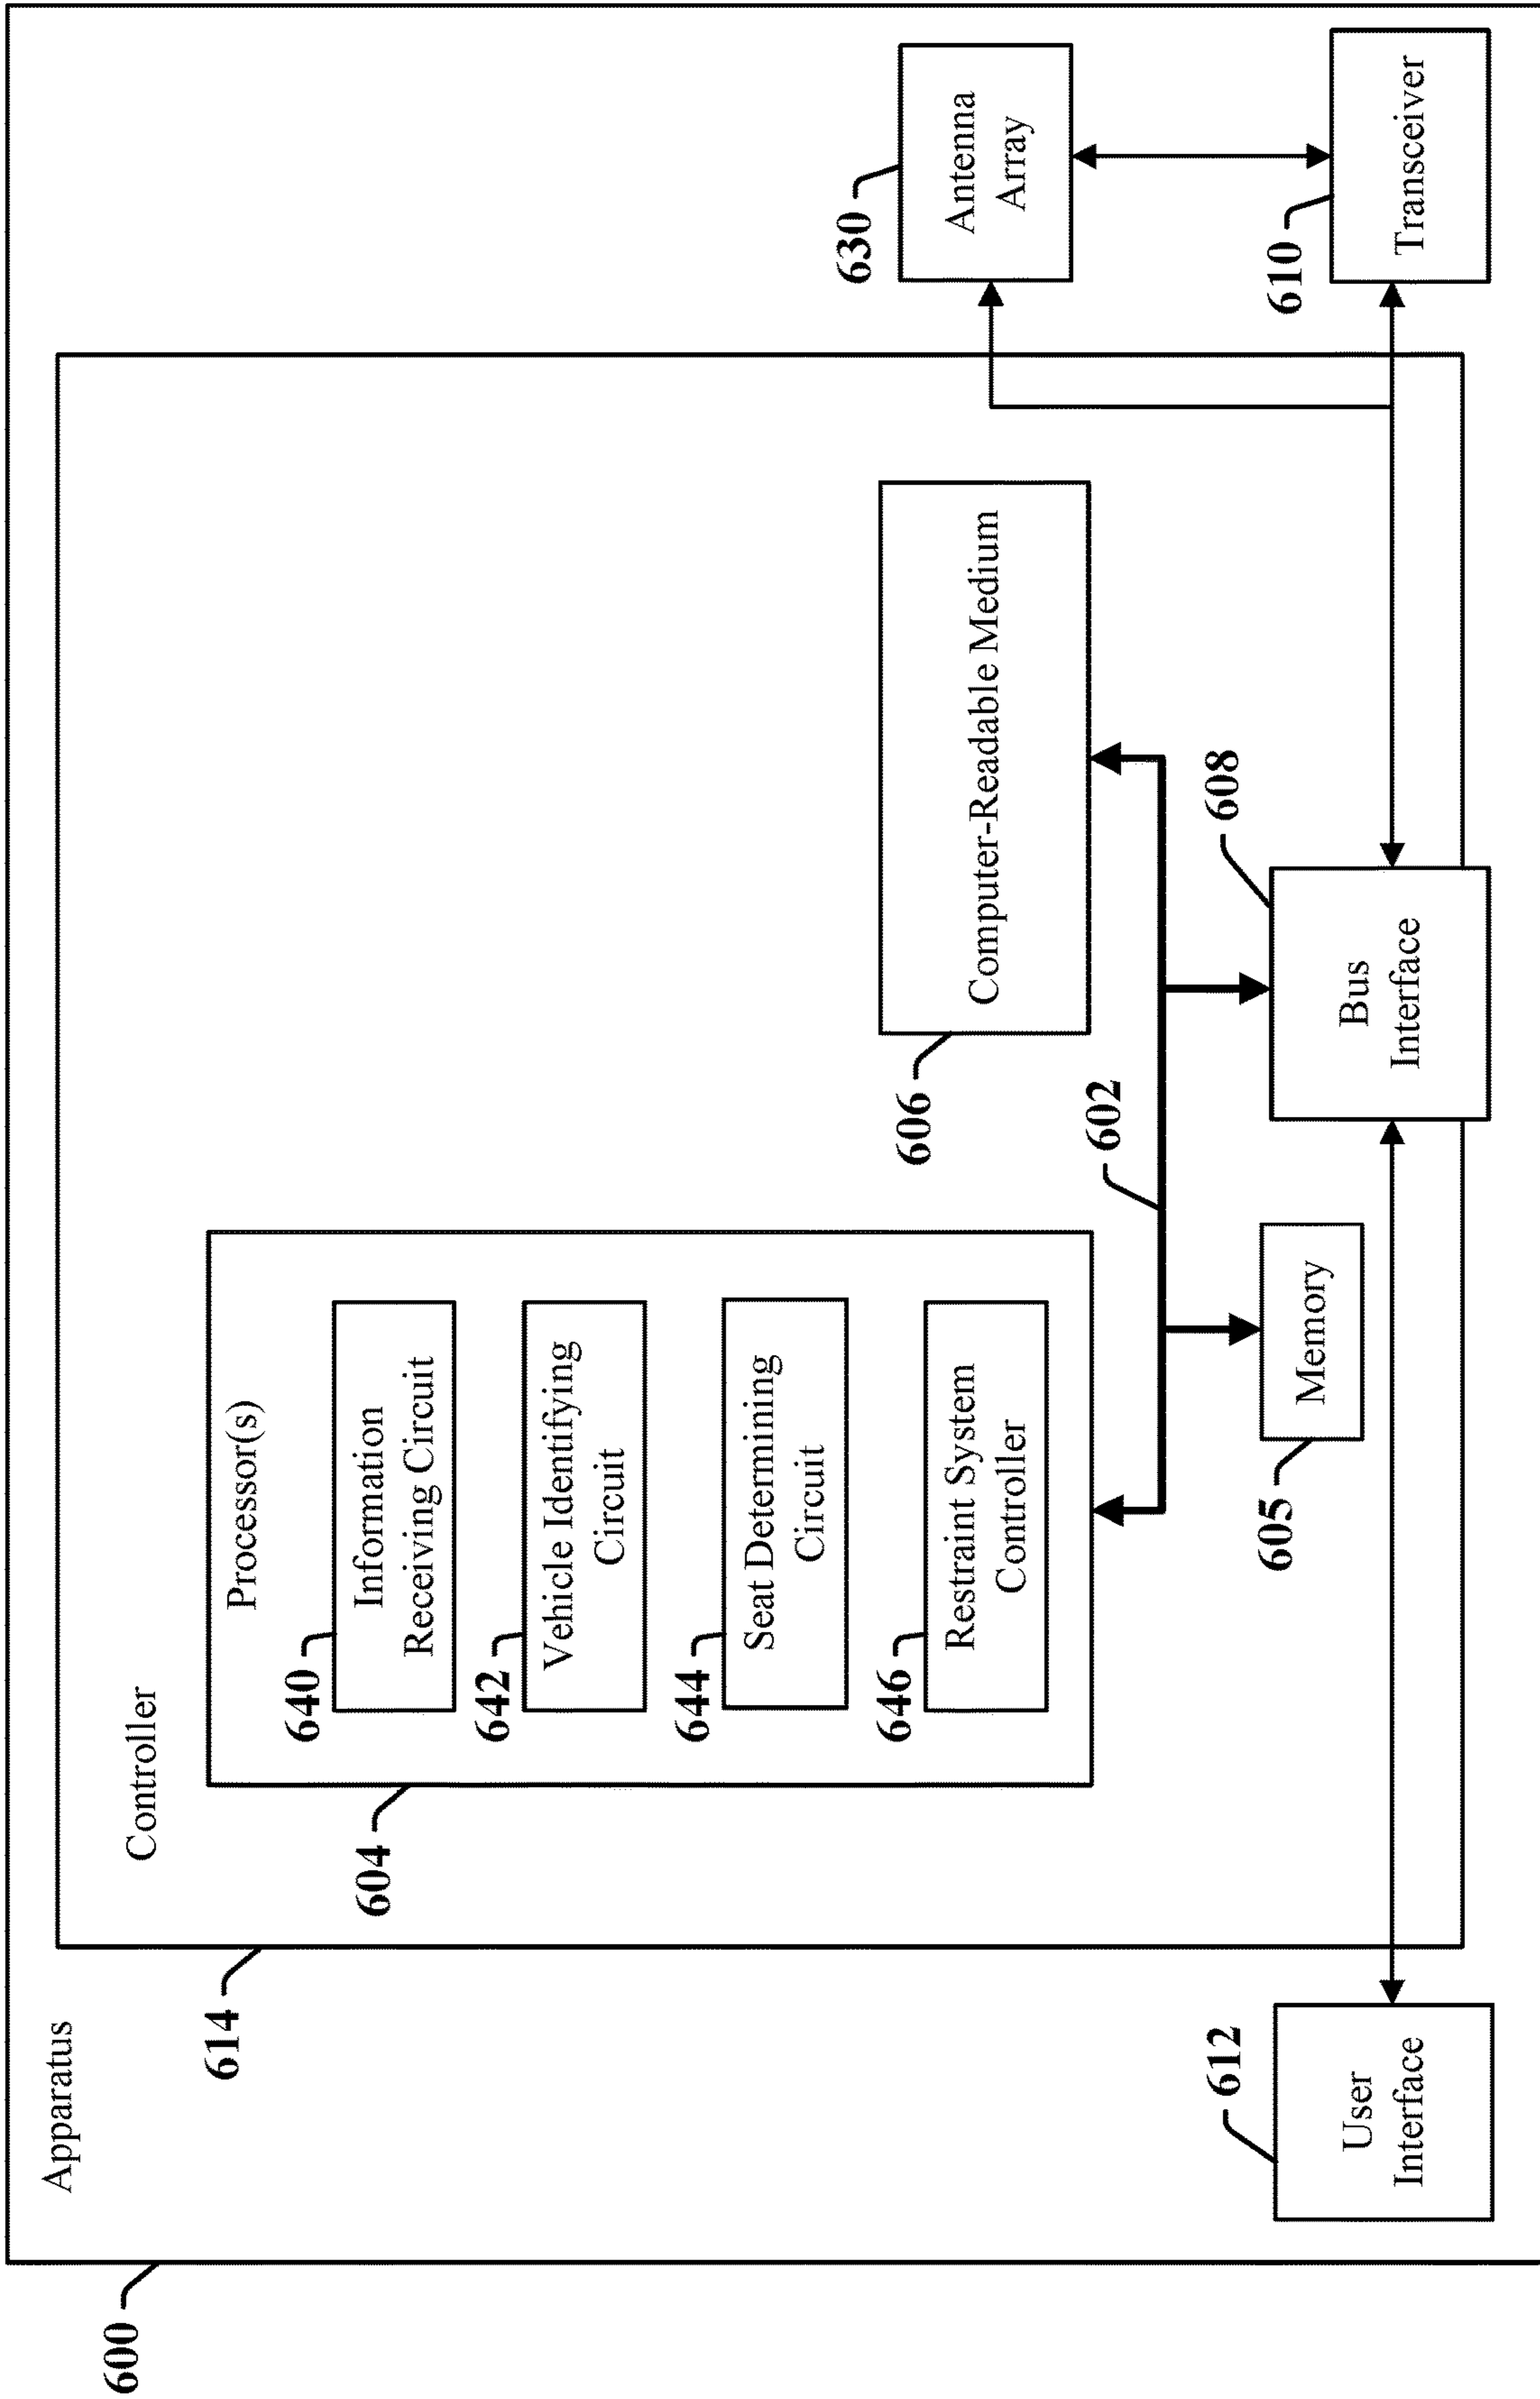 600
Apparatus
614
Controller
604
Processor(s)
640
Information
Receiving Circuit
642
Vehicle Identifying
Circuit
644
Seat Determining
Circuit
646
Restraint System
Controller
606
Computer-Readable Medium
602
605
Memory
608
Bus
Interface
612
User
Interface
630
Antenna
Array
610
Transceiver